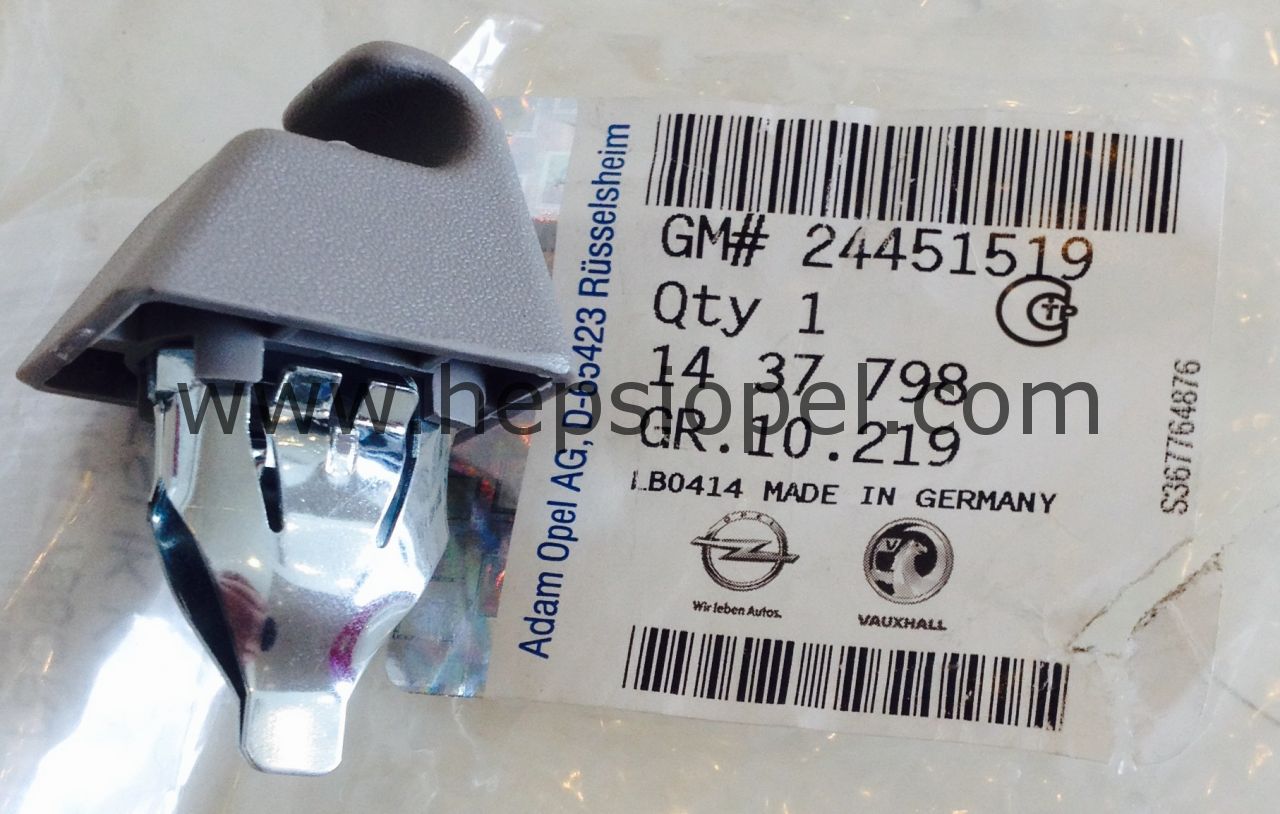 Adam Opel AG, D-65423 Rüsselsheim
GM# 24451519
Qty 1
14 37 798
www.hepsiopel.com
GR.10.219
LB0414 MADE IN GERMANY
S367764876
OPEL
Wir leben Autos.
VAUXHALL